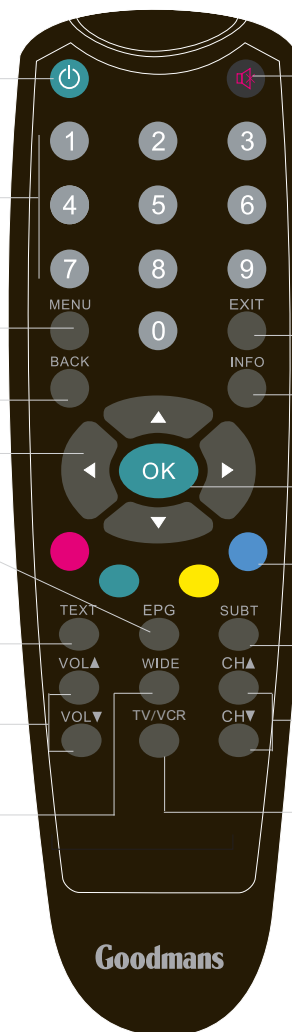 1 2 3
4 5 6
7 8 9
MENU 0 EXIT
BACK INFO
OK
TEXT EPG SUBT
VOL▲ WIDE CH▲
VOL▼ TV/VCR CH▼
Goodmans